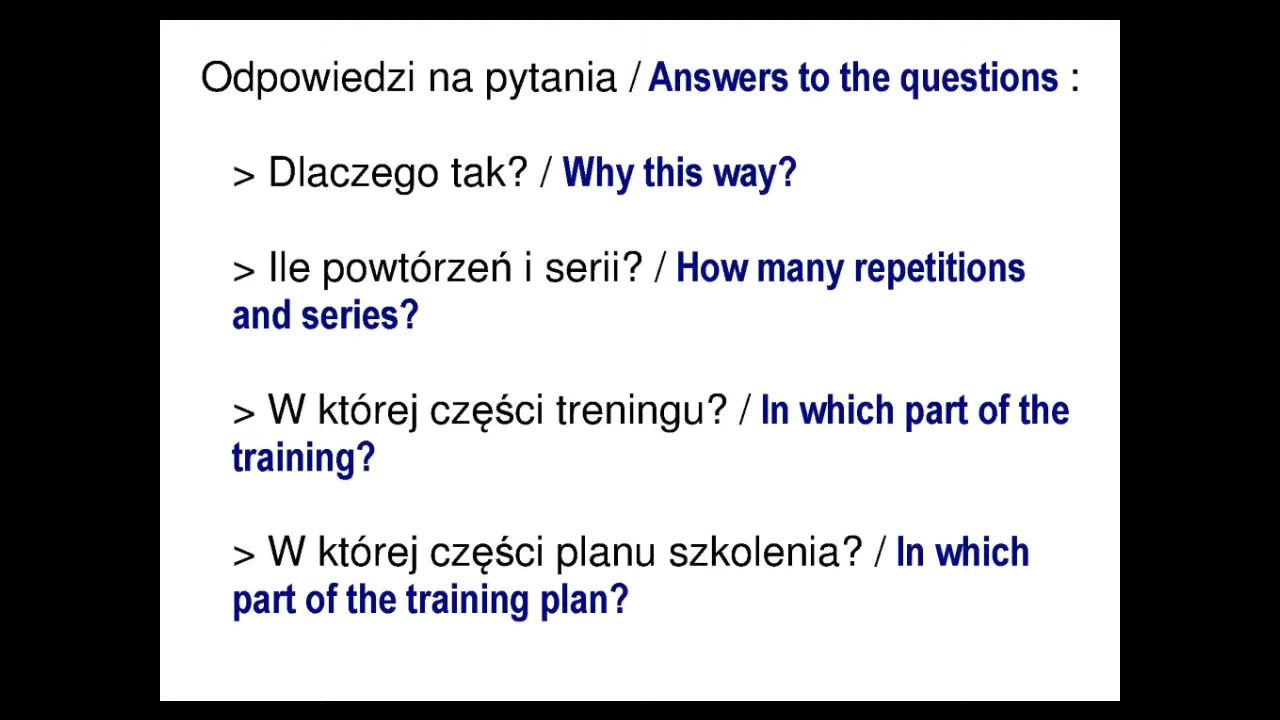 Odpowiedzi na pytania / Answers to the questions :
> Dlaczego tak? / Why this way?
> Ile powtórzeń i serii? / How many repetitions
and series?
> W której części treningu? / In which part of the
training?
> W której części planu szkolenia? / In which
part of the training plan?